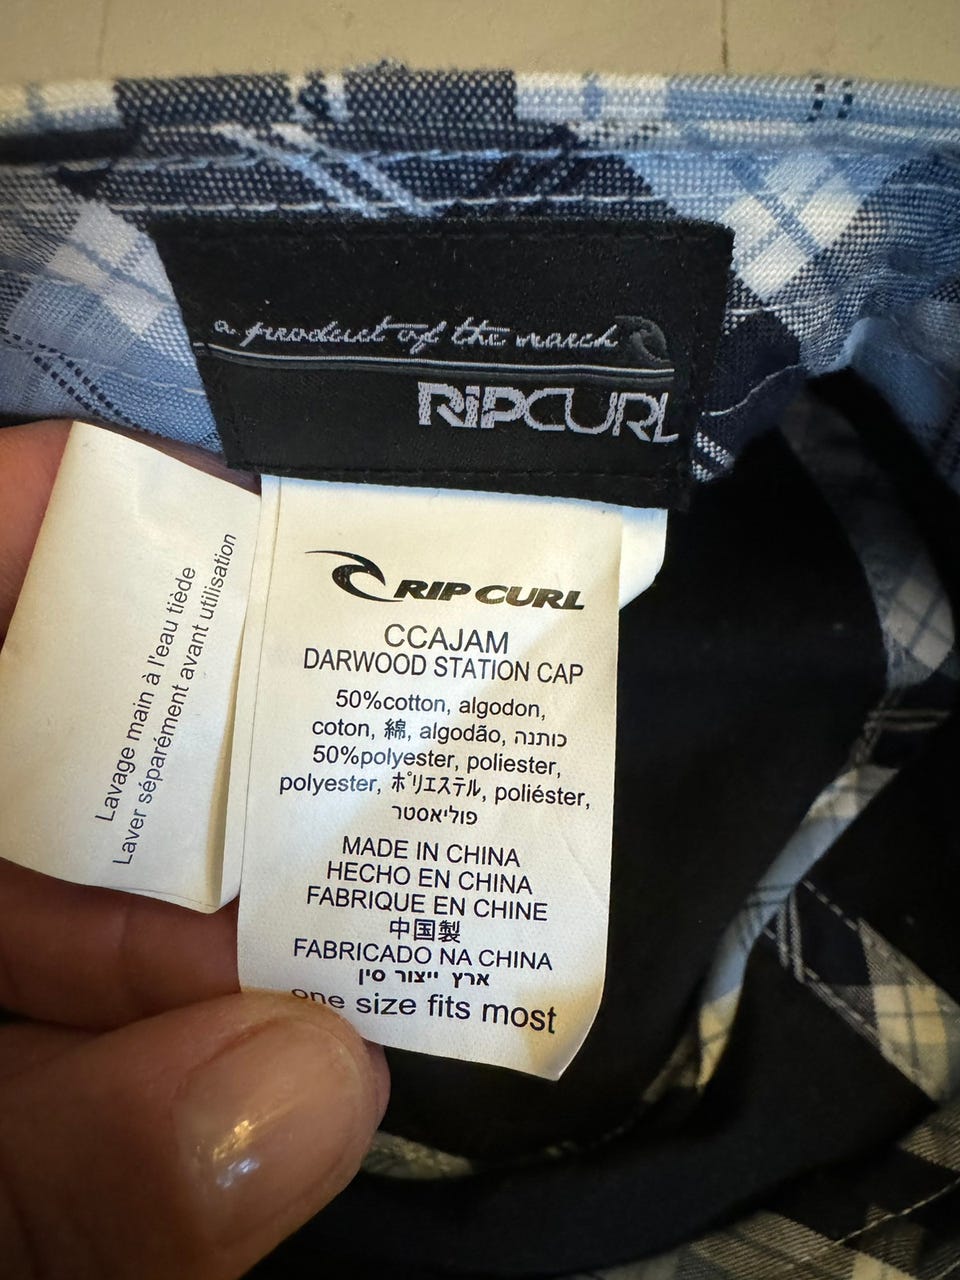 a product of the search
RIPCURL
Lavage main à l'eau tiède
Laver séparément avant utilisation
RIP CURL
CCAJAM
DARWOOD STATION CAP
50%cotton, algodon,
coton, 綿, algodão, כותנה
50%polyester, poliester,
polyester, ポリエステル, poliéster,
פוליאסטר
MADE IN CHINA
HECHO EN CHINA
FABRIQUE EN CHINE
中国製
FABRICADO NA CHINA
ארץ ייצור סין
one size fits most